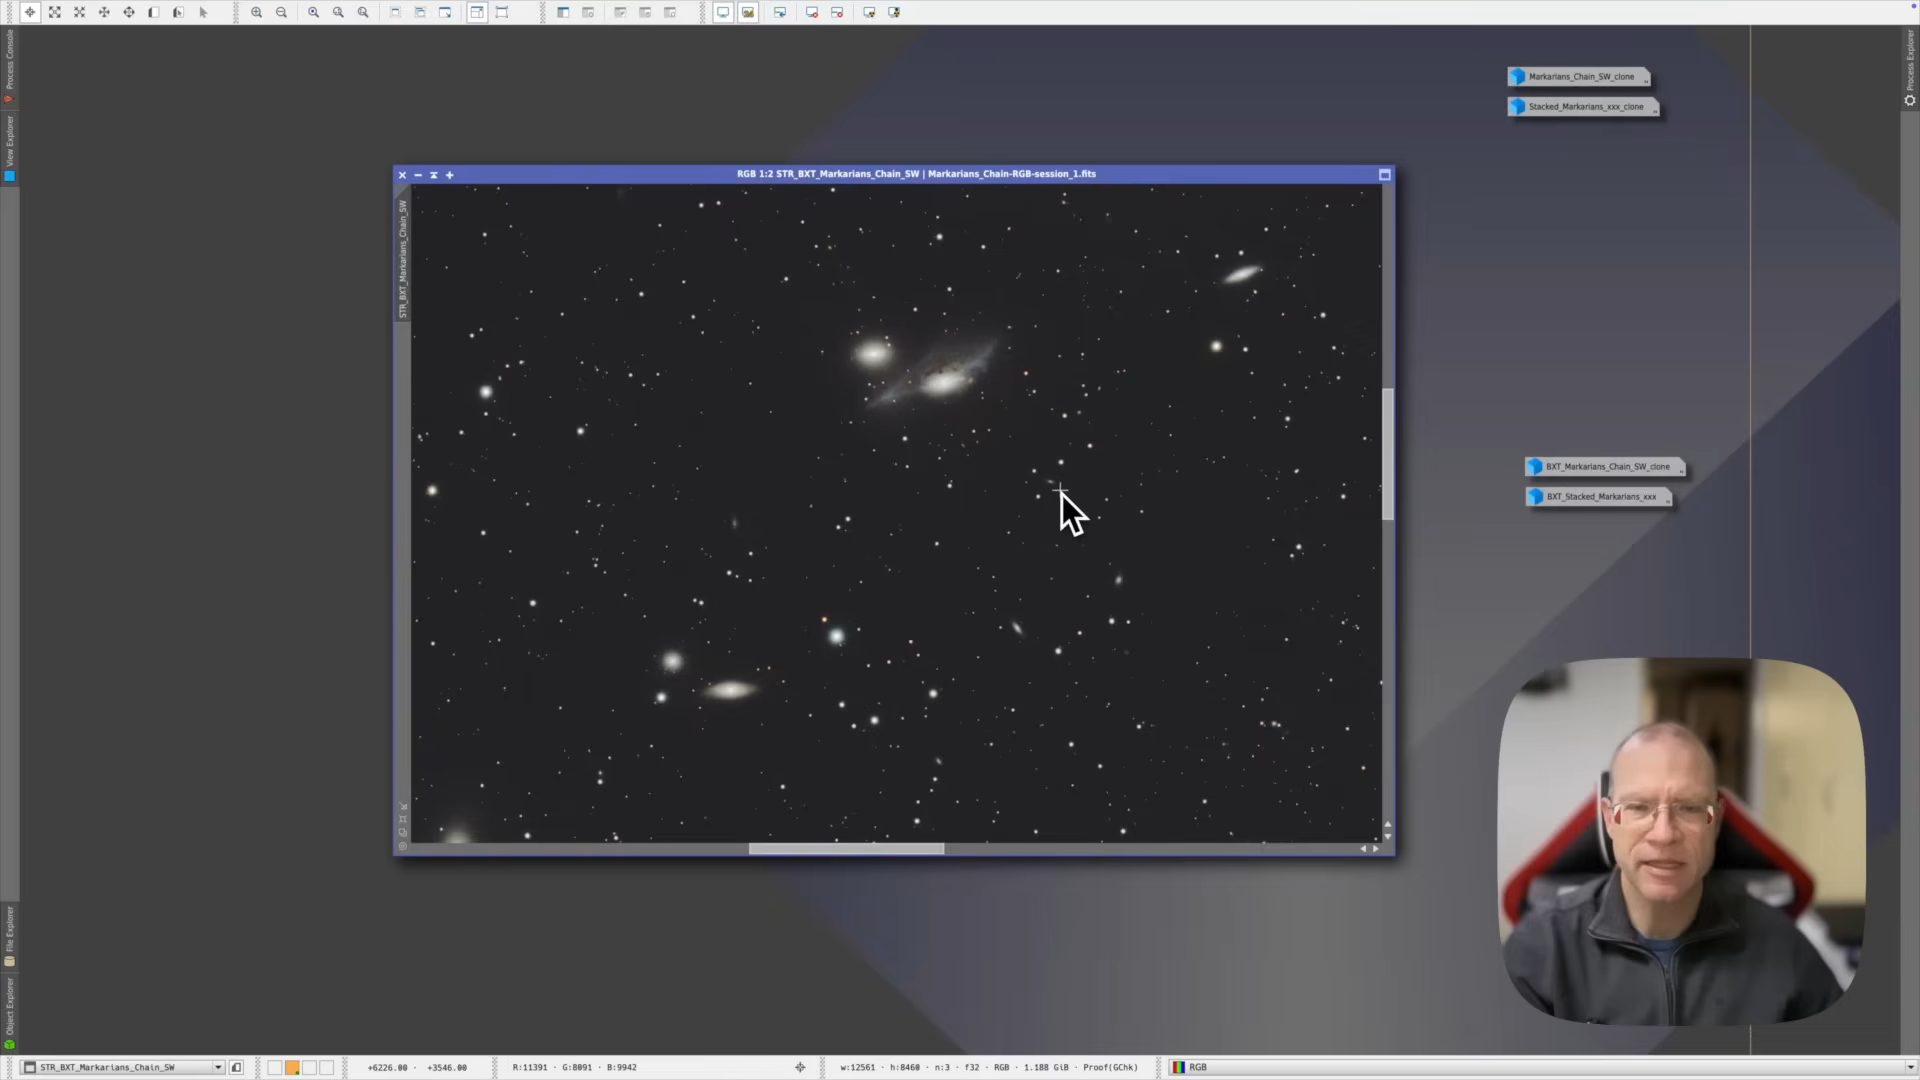 Process Console
View Explorer
Process Explorer
Markarians_Chain_SW_clone
Stacked_Markarians_xxx_clone
RGB 1:2 STR_BXT_Markarians_Chain_SW | Markarians_Chain-RGB-session_1.fits
STR_BXT_Markarians_Chain_SW
BXT_Markarians_Chain_SW_clone
BXT_Stacked_Markarians_xxx
File Explorer
Object Explorer
STR_BXT_Markarians_Chain_SW
+6226.00 · +3546.00
R:11391 · G:8091 · B:9942
w:12561 · h:8460 · n:3 · f32 · RGB · 1.188 GiB · Proof(GChk)
RGB